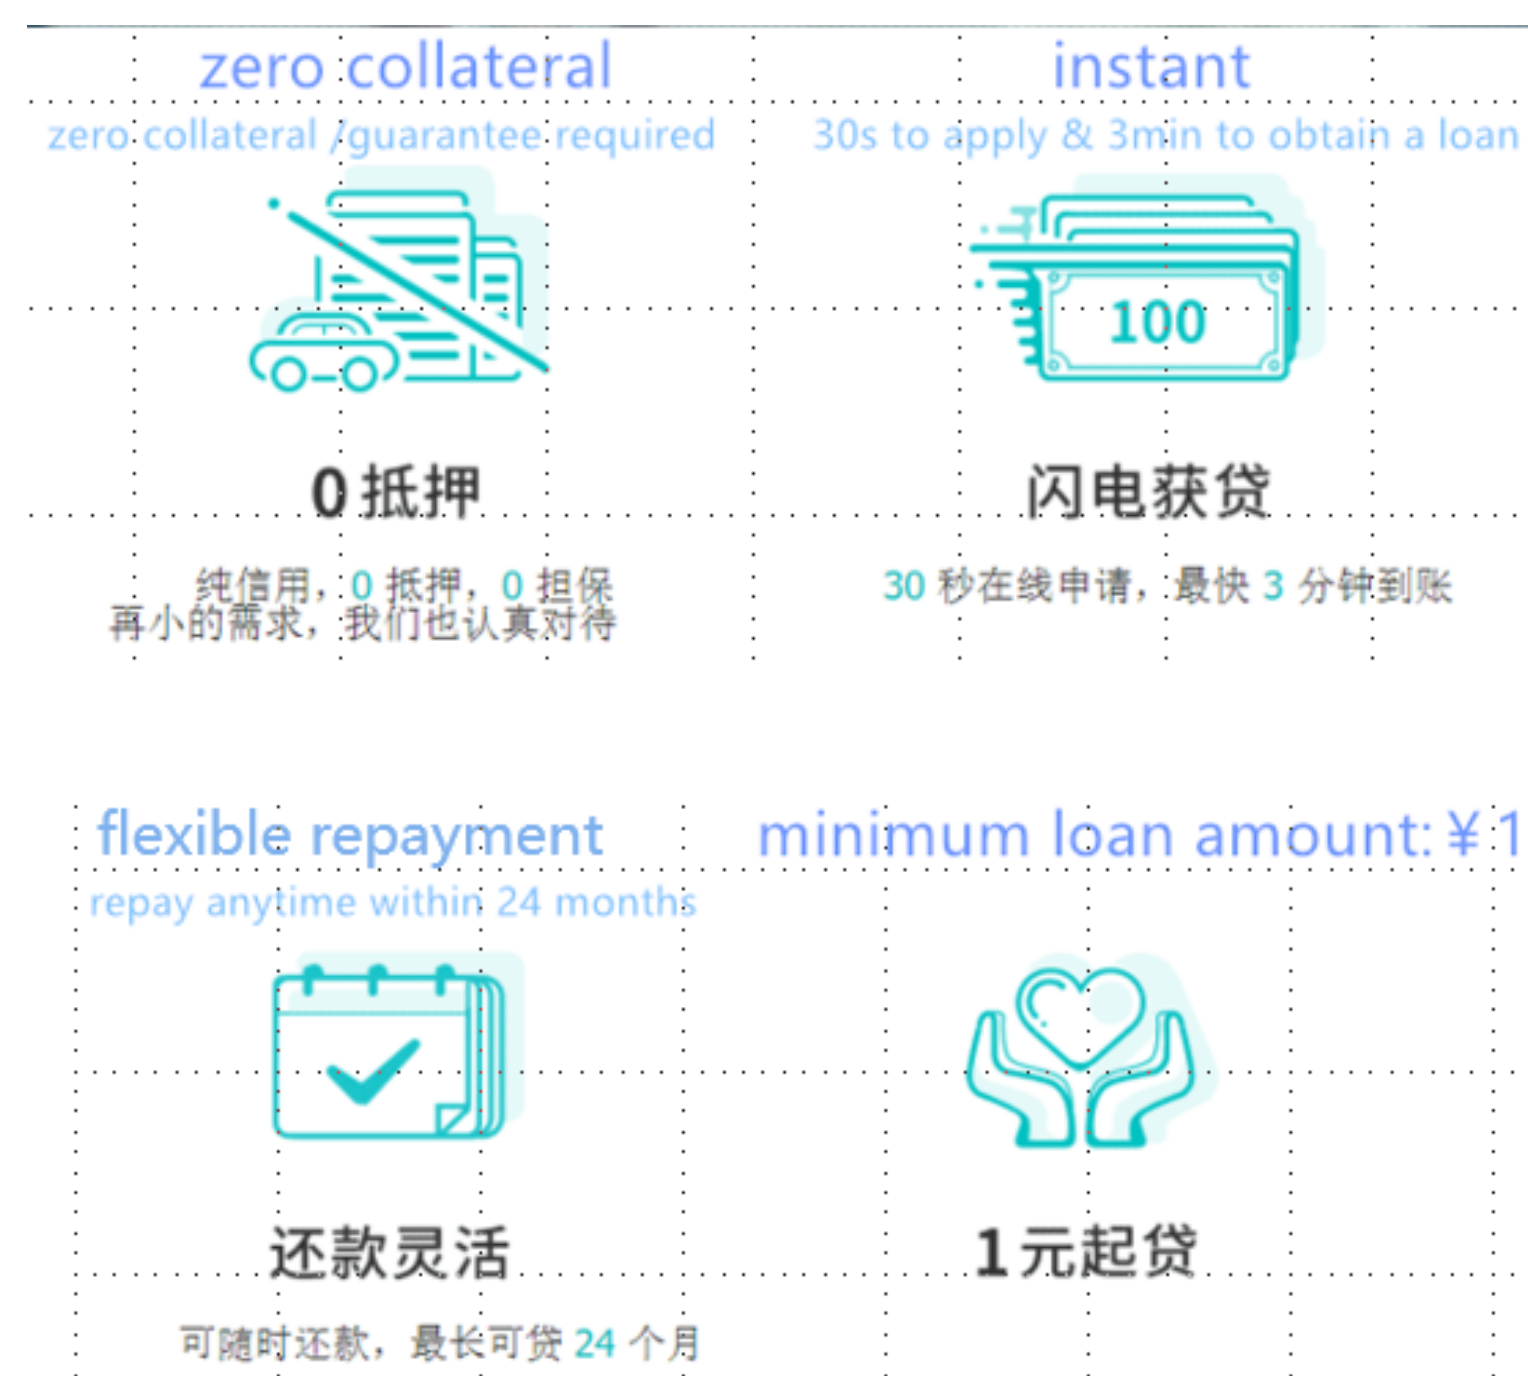 zero collateral
zero collateral /guarantee required
0抵押
纯信用，0 抵押，0 担保
再小的需求，我们也认真对待
instant
30s to apply & 3min to obtain a loan
100
闪电获贷
30 秒在线申请，最快 3 分钟到账
flexible repayment
repay anytime within 24 months
还款灵活
可随时还款，最长可贷 24 个月
minimum loan amount: ¥1
1元起贷